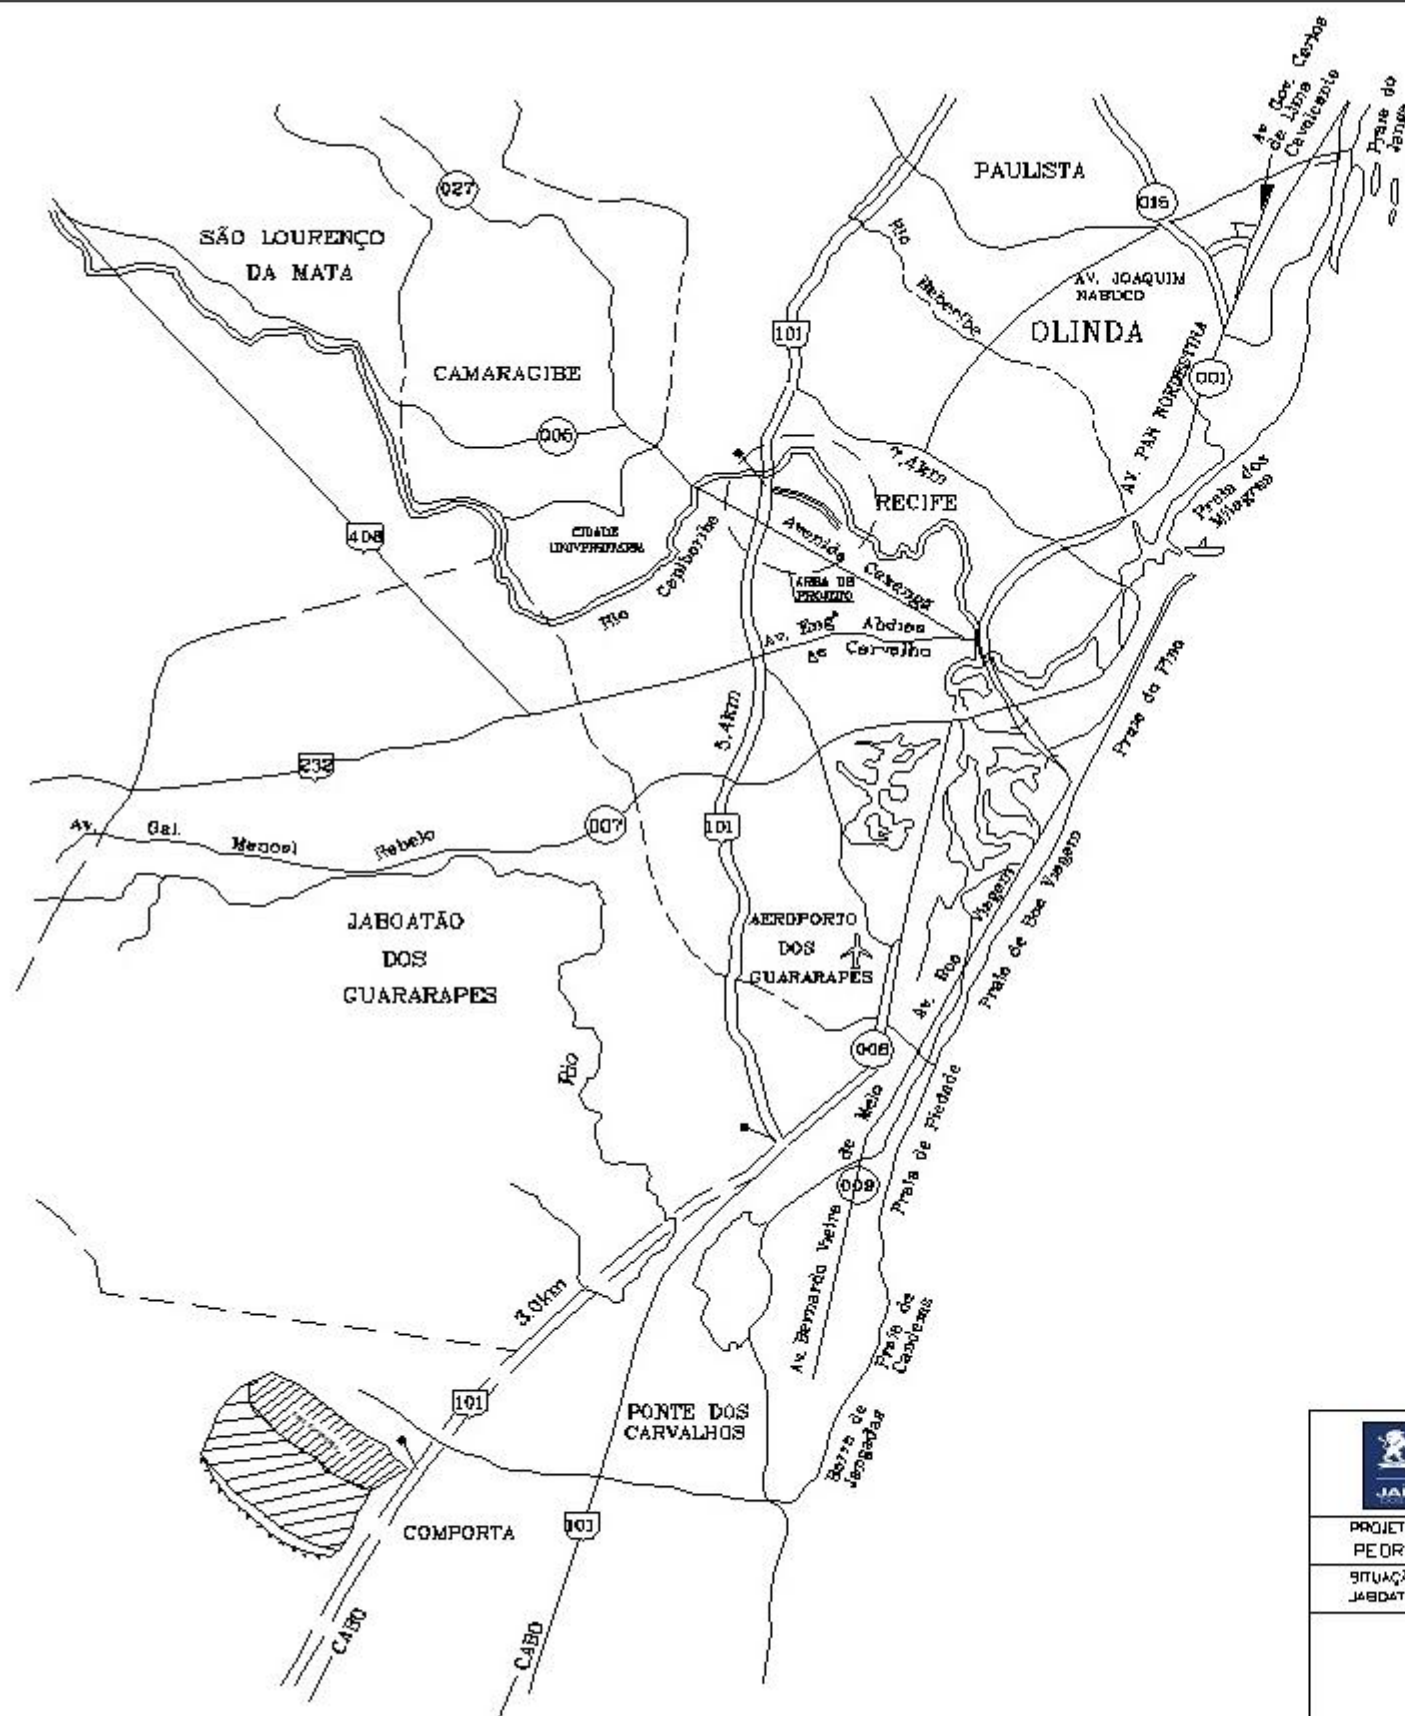 Av. Gov. Carlos
de Lima
Cavalcante
Praia do
Janga
PAULISTA
016
027
SÃO LOURENÇO
DA MATA
Rio
Beberibe
AV. JOAQUIM
NABUCO
OLINDA
101
AV. PAN NORDESTINA
001
CAMARAGIBE
005
7,4km
RECIFE
Praia dos
Milagres
408
CIDADE
UNIVERSITARIA
Rio
Capibaribe
Avenida
Caxangá
ÁREA DE
PROJETO
Av. Engº
Abdias
de
Carvalho
Praia do Pina
5,4km
232
007
101
Av.
Gal.
Manoel
Rebelo
Praia de Boa Viagem
Av. Boa
Viagem
JABOATÃO
DOS
GUARARAPES
AEROPORTO
DOS
GUARARAPES
008
Rio
Praia de Piedade
Av. Bernardo Vieira
de Melo
009
3.0km
Praia de
Candeias
101
PONTE DOS
CARVALHOS
Barra de
Jangadas
COMPORTA
101
CABO
CABO
JAB
PROJET
PEDR
SITUAÇÃ
JABOAT